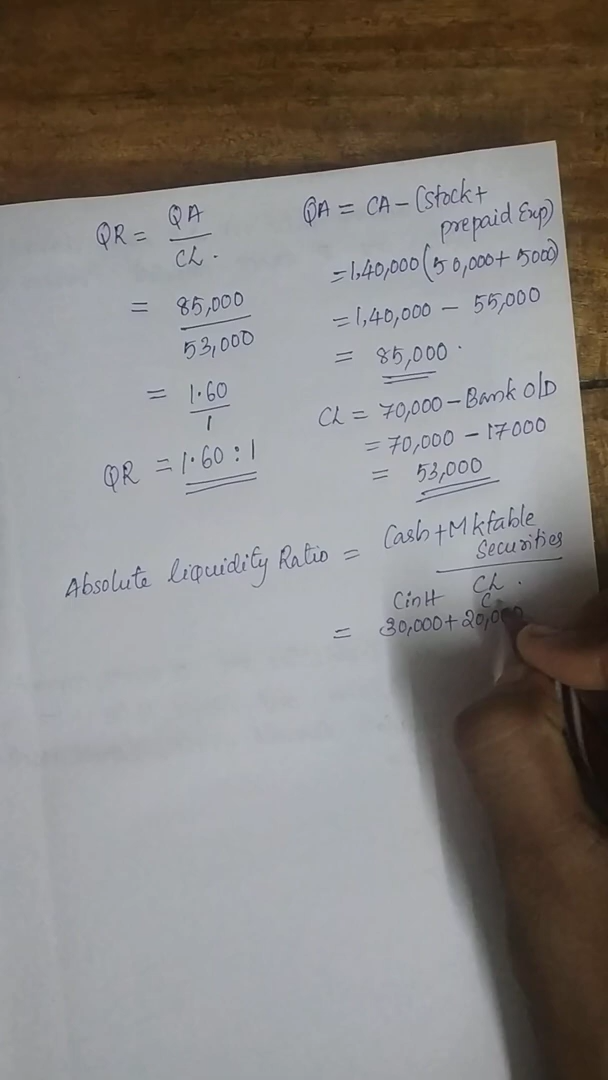 QR = QA / CL.
= 85,000 / 53,000
= 1.60 / 1
QR = 1.60 : 1
QA = CA - (Stock +
prepaid Exp)
= 1,40,000 (50,000 + 5000)
= 1,40,000 - 55,000
= 85,000.
CL = 70,000 - Bank O/D
= 70,000 - 17000
= 53,000
Absolute liquidity Ratio = Cash + Mktable
Securities
CL.
CinH C
= 30,000 + 20,000